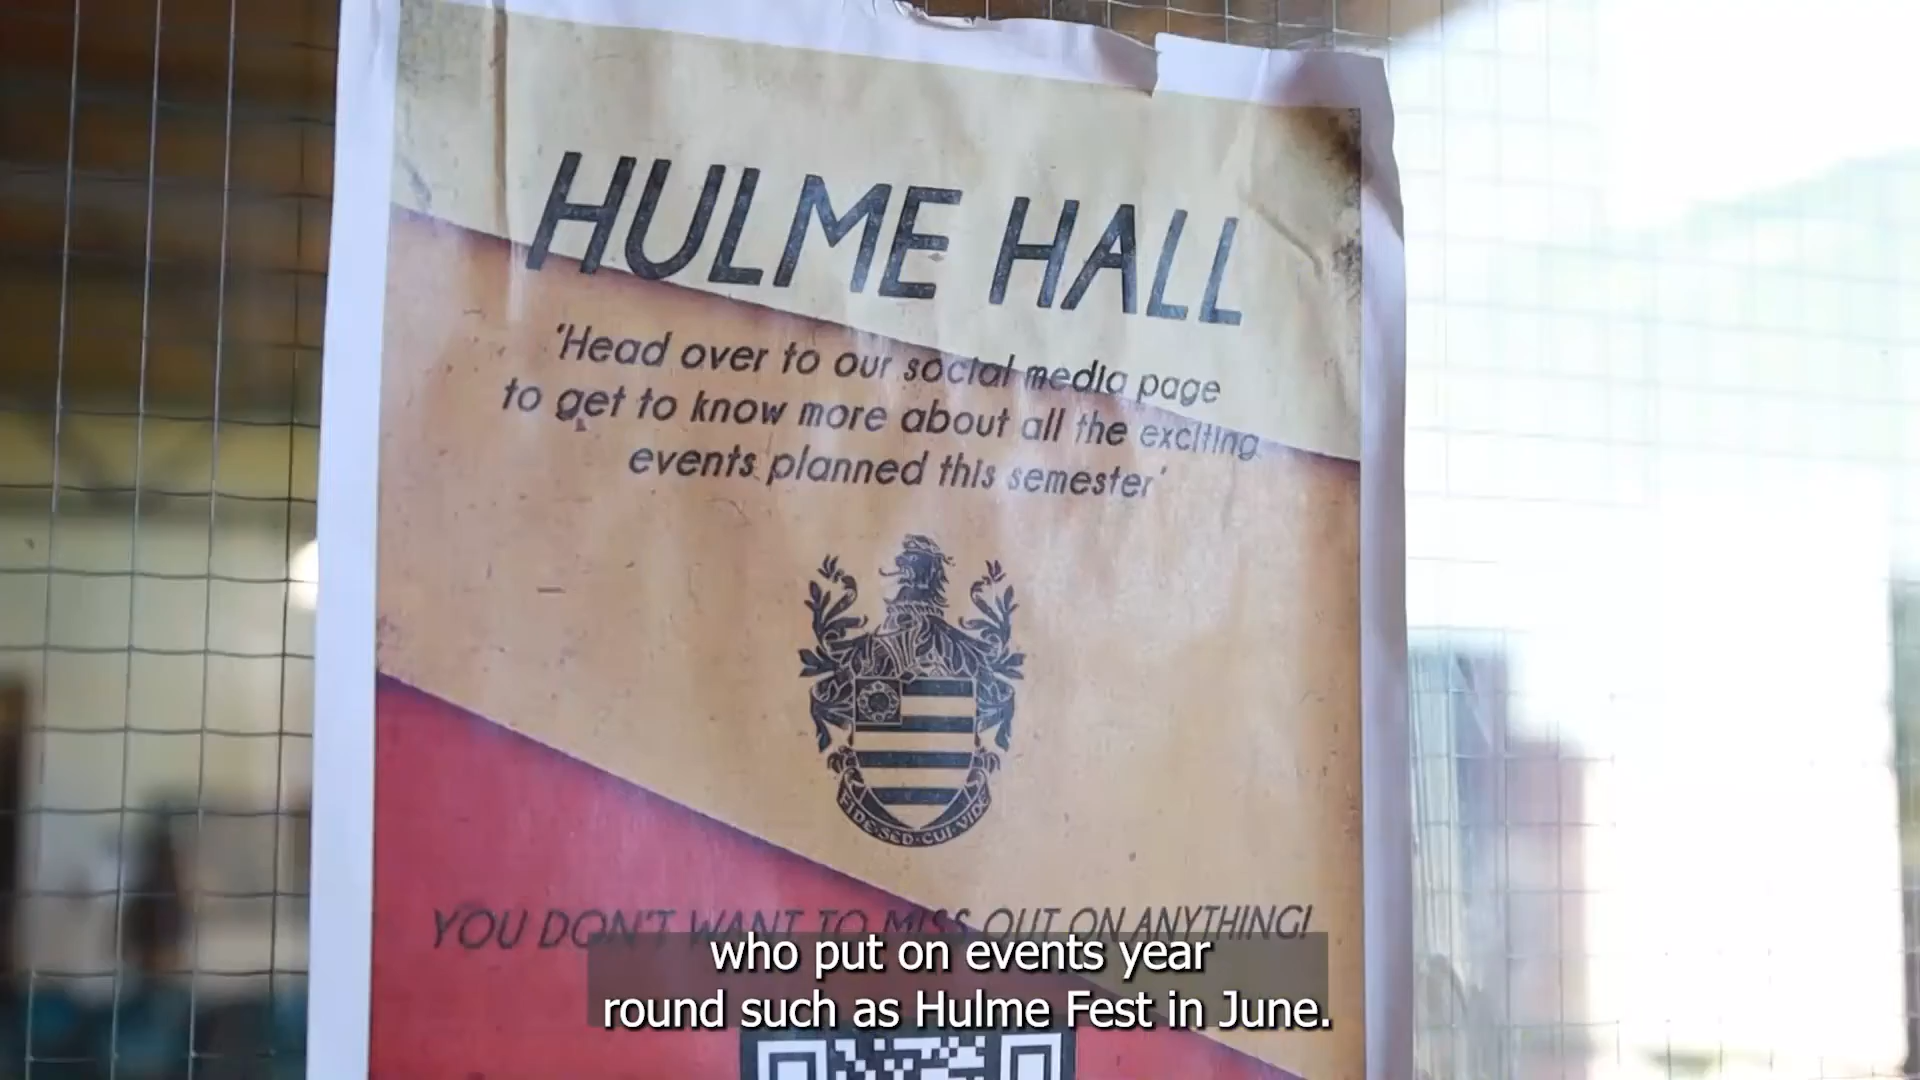 HULME HALL
'Head over to our social media page
to get to know more about all the exciting
events planned this semester'
FIDE·SED·CUI·VIDE
YOU DON'T WANT TO MISS OUT ON ANYTHING!
who put on events year
round such as Hulme Fest in June.